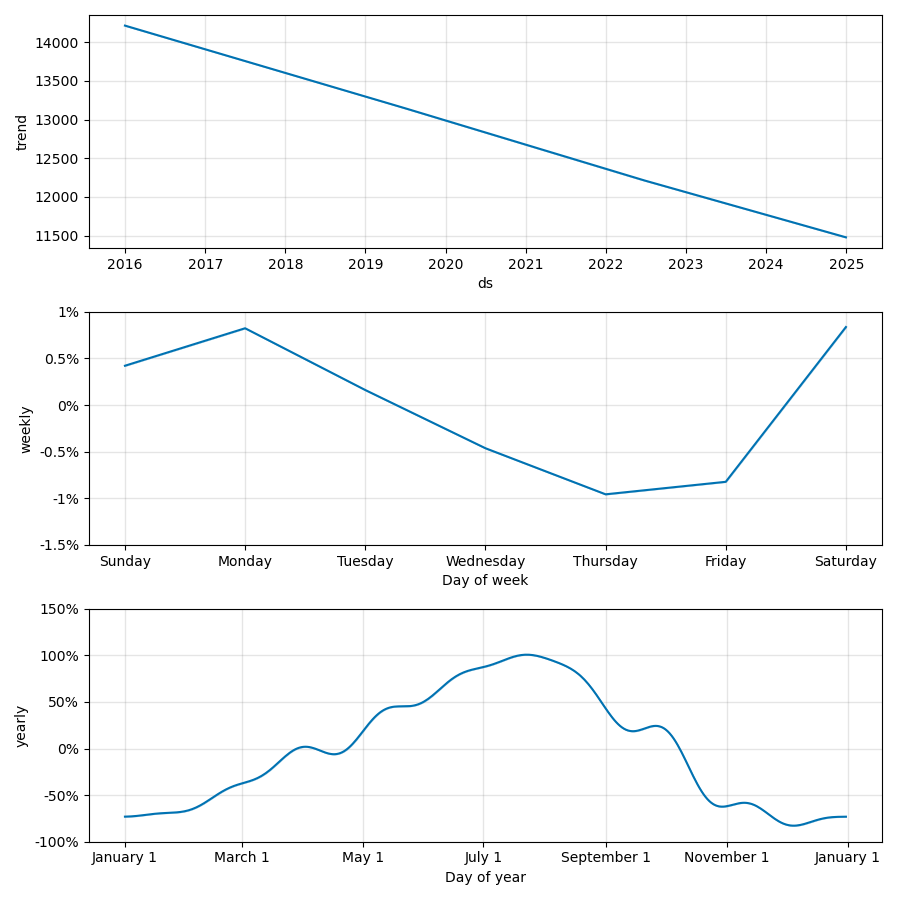 14000
13500
13000
12500
12000
11500
trend
2016 2017 2018 2019 2020 2021 2022 2023 2024 2025
ds
1%
0.5%
0%
-0.5%
-1%
-1.5%
weekly
Sunday Monday Tuesday Wednesday Thursday Friday Saturday
Day of week
150%
100%
50%
0%
-50%
-100%
yearly
January 1 March 1 May 1 July 1 September 1 November 1 January 1
Day of year